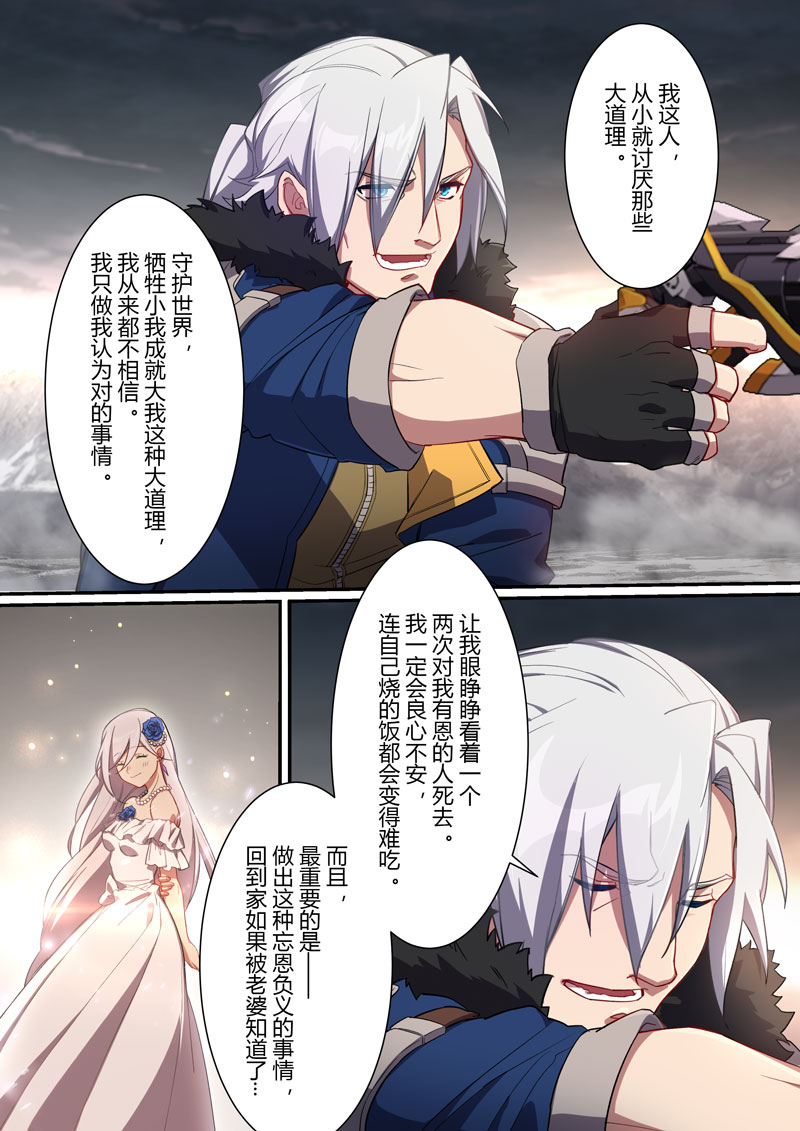 我这人，
从小就讨厌那些
大道理。
守护世界，
牺牲小我成就大我这种大道理，
我从来都不相信。
我只做我认为对的事情。
让我眼睁睁看着一个
两次对我有恩的人死去。
我一定会良心不安，
连自己烧的饭都会变得难吃。
而且，
最重要的是——
做出这种忘恩负义的事情，
回到家如果被老婆知道了…